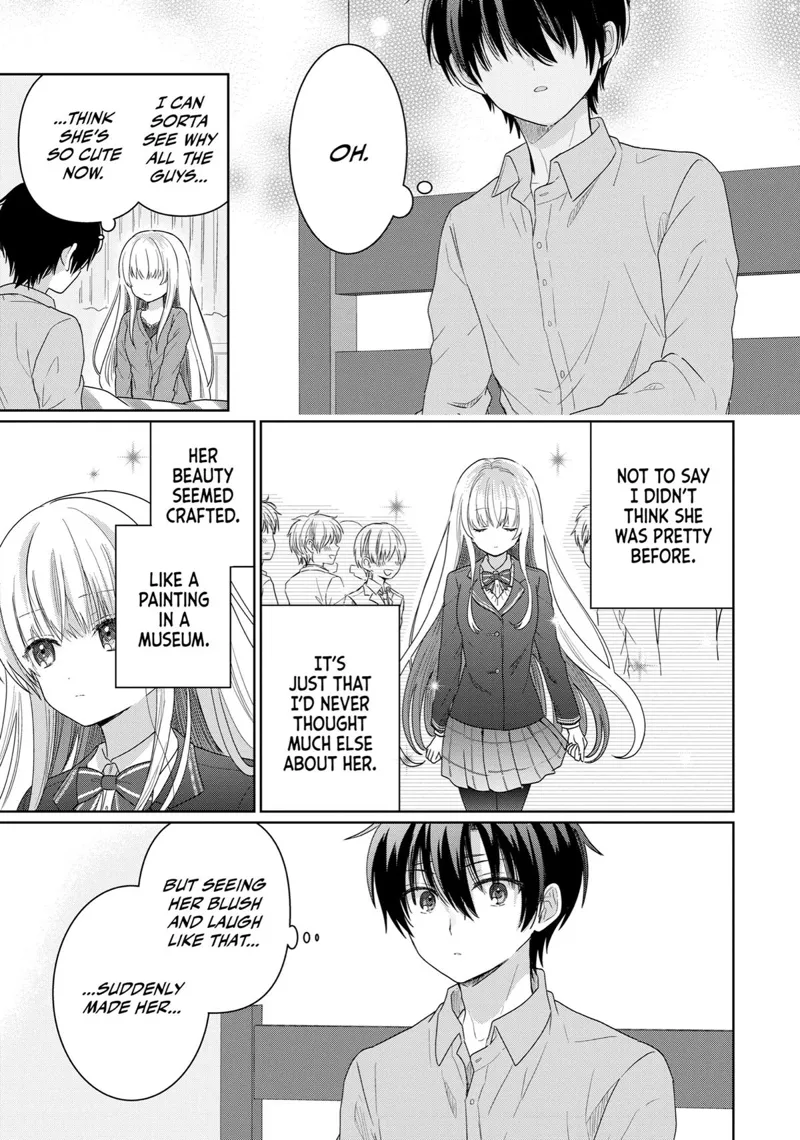 OH.
I CAN
SORTA
SEE WHY
ALL THE
GUYS...
...THINK
SHE'S
SO CUTE
NOW.
NOT TO SAY
I DIDN'T
THINK SHE
WAS PRETTY
BEFORE.
IT'S
JUST THAT
I'D NEVER
THOUGHT
MUCH ELSE
ABOUT HER.
HER
BEAUTY
SEEMED
CRAFTED.
LIKE A
PAINTING
IN A
MUSEUM.
BUT SEEING
HER BLUSH
AND LAUGH
LIKE THAT...
...SUDDENLY
MADE HER...